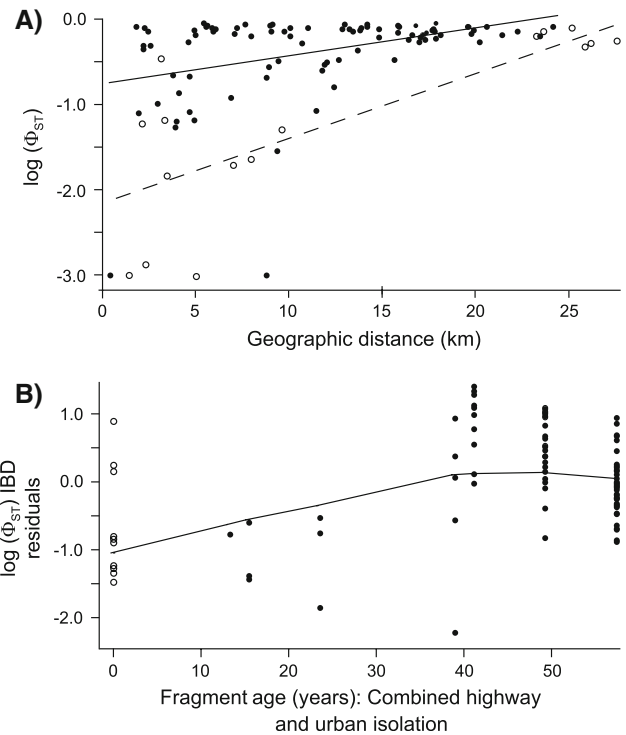 A)
0.0
-1.0
-2.0
-3.0
log (ΦST)
0 5 10 15 20 25
Geographic distance (km)
B)
1.0
0.0
-1.0
-2.0
log (ΦST) IBD
residuals
0 10 20 30 40 50
Fragment age (years): Combined highway
and urban isolation